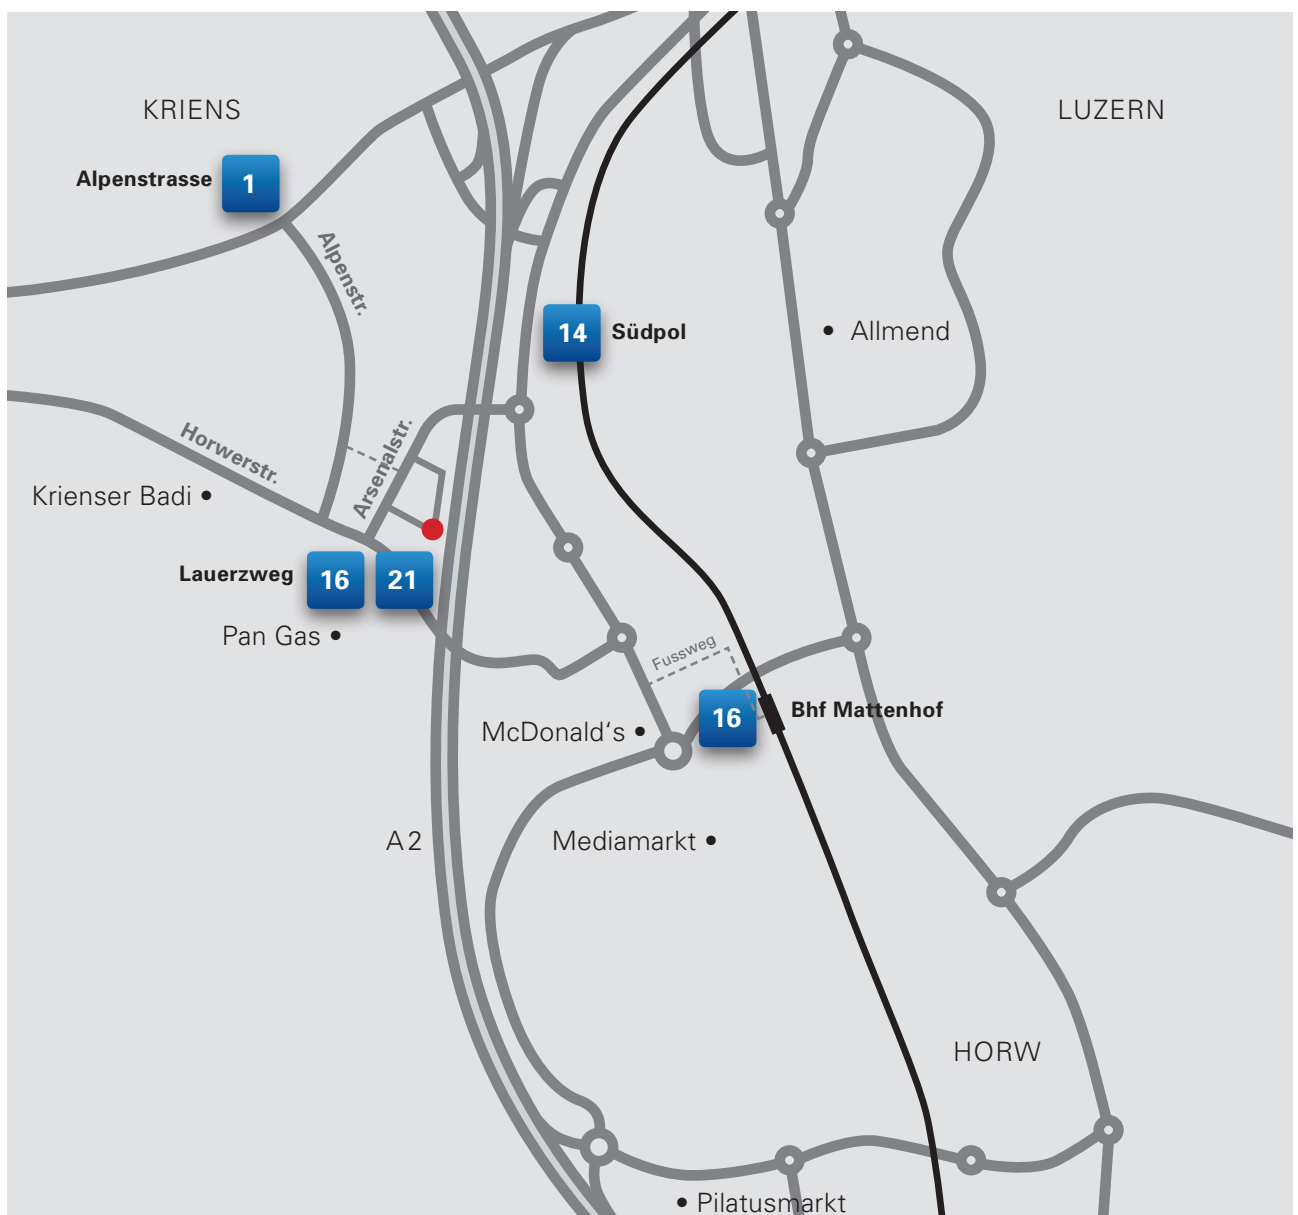 KRIENS
LUZERN
Alpenstrasse
1
Alpenstr.
14
Südpol
Allmend
Horwerstr.
Arsenalstr.
Krienser Badi
Lauerzweg
16
21
Pan Gas
Fussweg
16
Bhf Mattenhof
McDonald‘s
A2
Mediamarkt
HORW
Pilatusmarkt